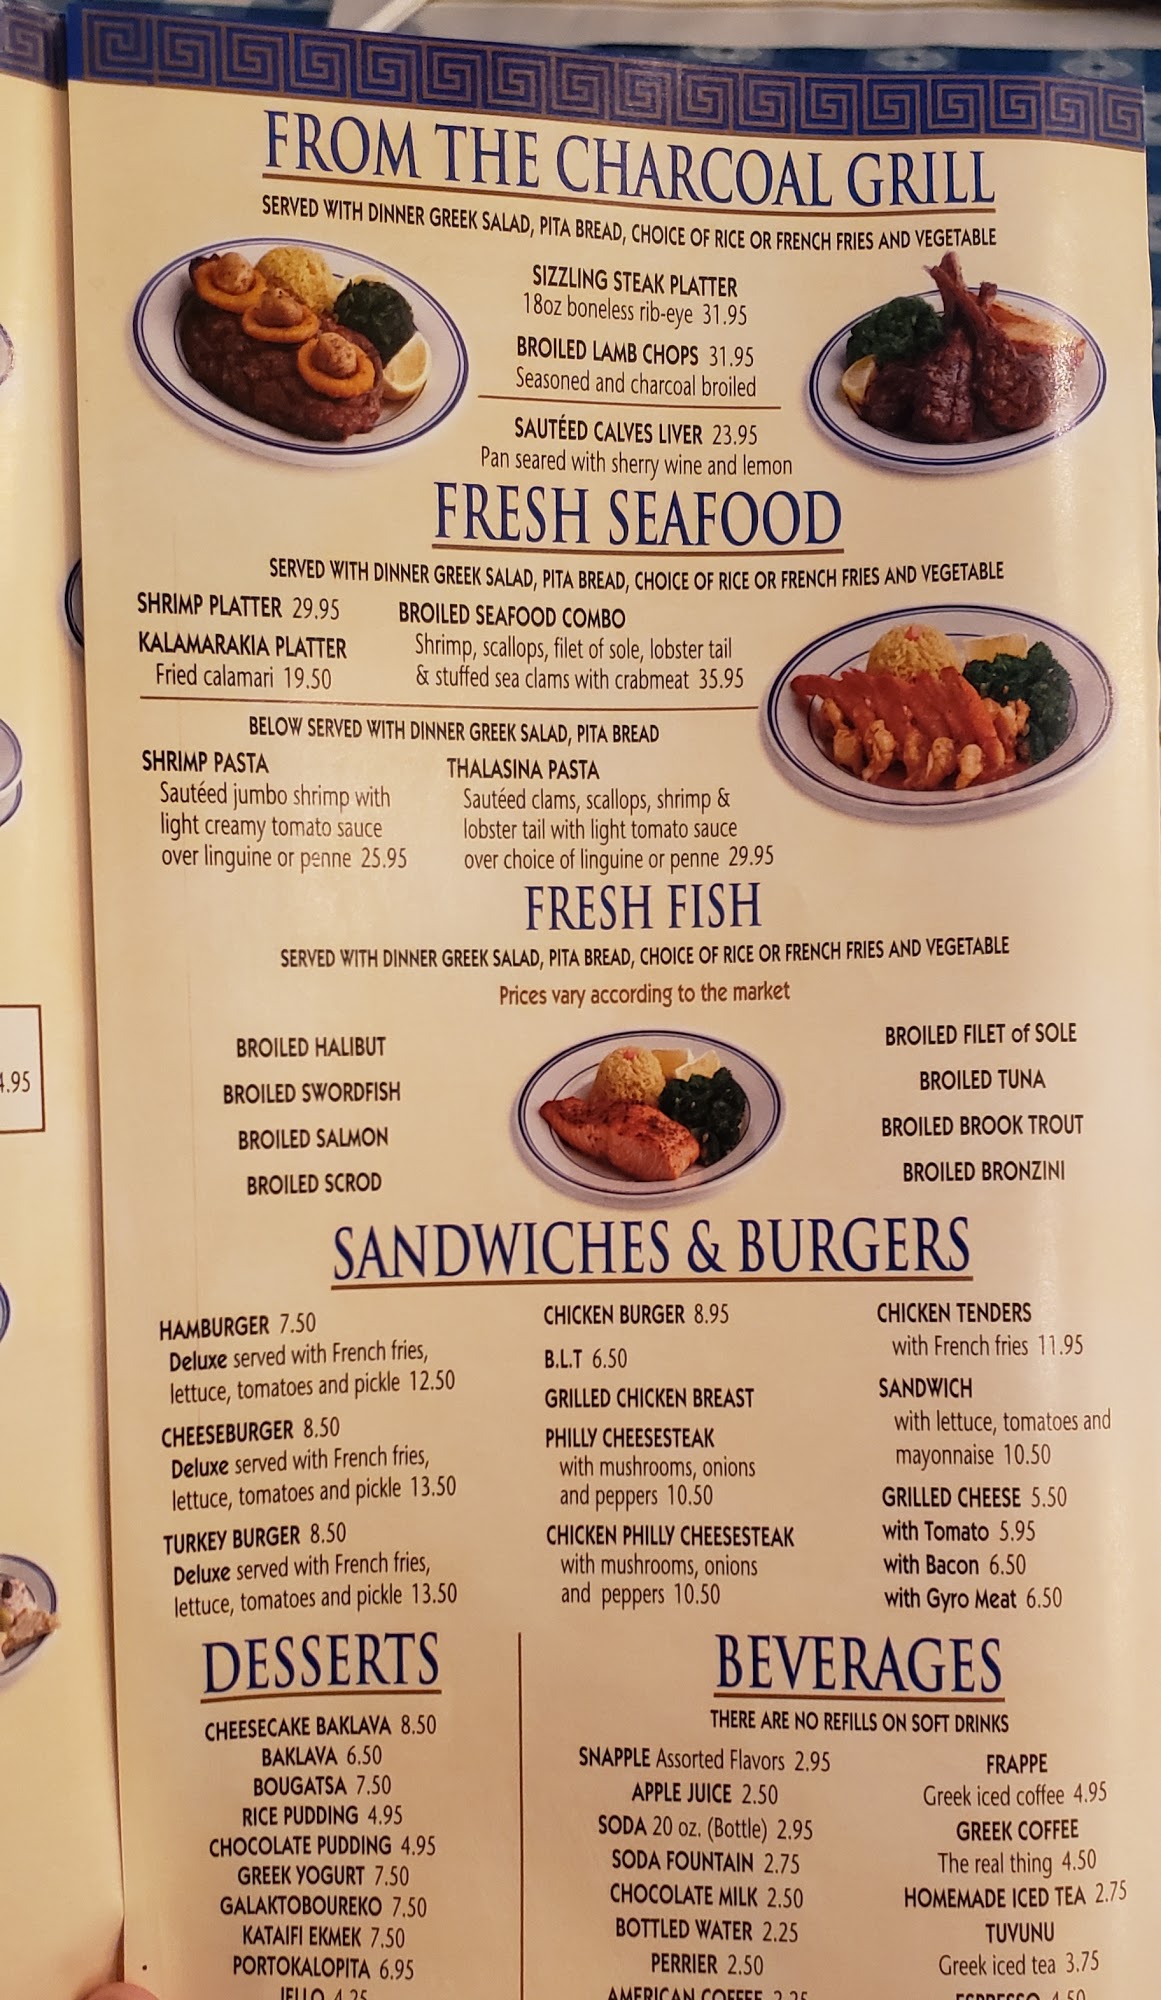 FROM THE CHARCOAL GRILL
SERVED WITH DINNER GREEK SALAD, PITA BREAD, CHOICE OF RICE OR FRENCH FRIES AND VEGETABLE
SIZZLING STEAK PLATTER
18oz boneless rib-eye 31.95
BROILED LAMB CHOPS 31.95
Seasoned and charcoal broiled
SAUTÉED CALVES LIVER 23.95
Pan seared with sherry wine and lemon
FRESH SEAFOOD
SERVED WITH DINNER GREEK SALAD, PITA BREAD, CHOICE OF RICE OR FRENCH FRIES AND VEGETABLE
SHRIMP PLATTER 29.95
KALAMARAKIA PLATTER
Fried calamari 19.50
BROILED SEAFOOD COMBO
Shrimp, scallops, filet of sole, lobster tail
& stuffed sea clams with crabmeat 35.95
BELOW SERVED WITH DINNER GREEK SALAD, PITA BREAD
SHRIMP PASTA
Sautéed jumbo shrimp with
light creamy tomato sauce
over linguine or penne 25.95
THALASINA PASTA
Sautéed clams, scallops, shrimp &
lobster tail with light tomato sauce
over choice of linguine or penne 29.95
FRESH FISH
SERVED WITH DINNER GREEK SALAD, PITA BREAD, CHOICE OF RICE OR FRENCH FRIES AND VEGETABLE
Prices vary according to the market
BROILED HALIBUT
BROILED SWORDFISH
BROILED SALMON
BROILED SCROD
BROILED FILET of SOLE
BROILED TUNA
BROILED BROOK TROUT
BROILED BRONZINI
SANDWICHES & BURGERS
HAMBURGER 7.50
Deluxe served with French fries,
lettuce, tomatoes and pickle 12.50
CHEESEBURGER 8.50
Deluxe served with French fries,
lettuce, tomatoes and pickle 13.50
TURKEY BURGER 8.50
Deluxe served with French fries,
lettuce, tomatoes and pickle 13.50
CHICKEN BURGER 8.95
B.L.T 6.50
GRILLED CHICKEN BREAST
PHILLY CHEESESTEAK
with mushrooms, onions
and peppers 10.50
CHICKEN PHILLY CHEESESTEAK
with mushrooms, onions
and peppers 10.50
CHICKEN TENDERS
with French fries 11.95
SANDWICH
with lettuce, tomatoes and
mayonnaise 10.50
GRILLED CHEESE 5.50
with Tomato 5.95
with Bacon 6.50
with Gyro Meat 6.50
DESSERTS
CHEESECAKE BAKLAVA 8.50
BAKLAVA 6.50
BOUGATSA 7.50
RICE PUDDING 4.95
CHOCOLATE PUDDING 4.95
GREEK YOGURT 7.50
GALAKTOBOUREKO 7.50
KATAIFI EKMEK 7.50
PORTOKALOPITA 6.95
JELLO 4.25
BEVERAGES
THERE ARE NO REFILLS ON SOFT DRINKS
SNAPPLE Assorted Flavors 2.95
APPLE JUICE 2.50
SODA 20 oz. (Bottle) 2.95
SODA FOUNTAIN 2.75
CHOCOLATE MILK 2.50
BOTTLED WATER 2.25
PERRIER 2.50
AMERICAN COFFEE 2.25
FRAPPE
Greek iced coffee 4.95
GREEK COFFEE
The real thing 4.50
HOMEMADE ICED TEA 2.75
TUVUNU
Greek iced tea 3.75
ESPRESSO 4.50